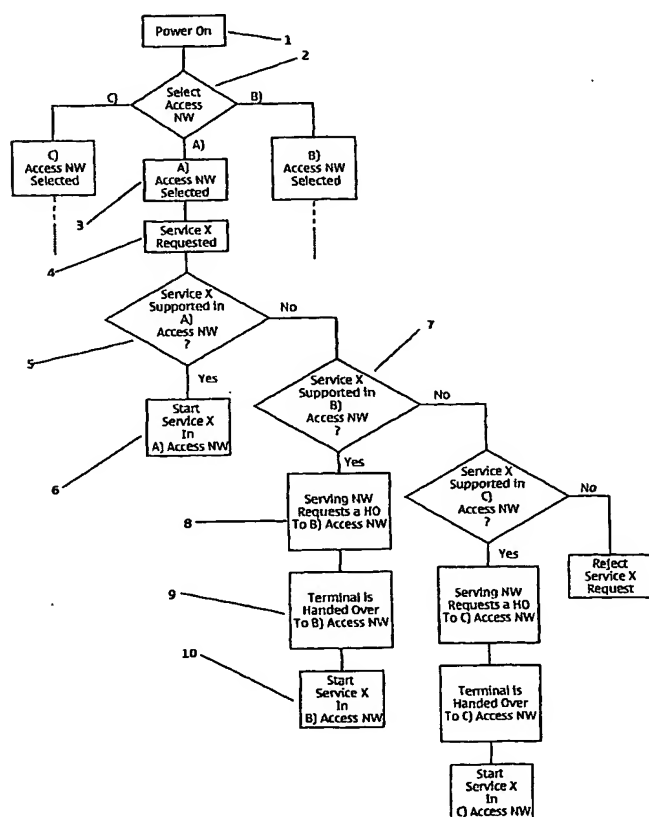 Power On
1
2
Select
Access
NW
C)
B)
A)
C)
Access NW
Selected
A)
Access NW
Selected
B)
Access NW
Selected
3
Service X
Requested
4
Service X
Supported in
A)
Access NW
?
No
5
Yes
7
Service X
Supported in
B)
Access NW
?
No
Start
Service X
In
A) Access NW
6
Yes
Service X
Supported in
C)
Access NW
?
No
Serving NW
Requests a HO
To B) Access NW
8
Yes
Reject
Service X
Request
Serving NW
Requests a HO
To C) Access NW
Terminal is
Handed Over
To B) Access NW
9
10
Start
Service X
In
B) Access NW
Terminal is
Handed Over
To C) Access NW
Start
Service X
In
C) Access NW